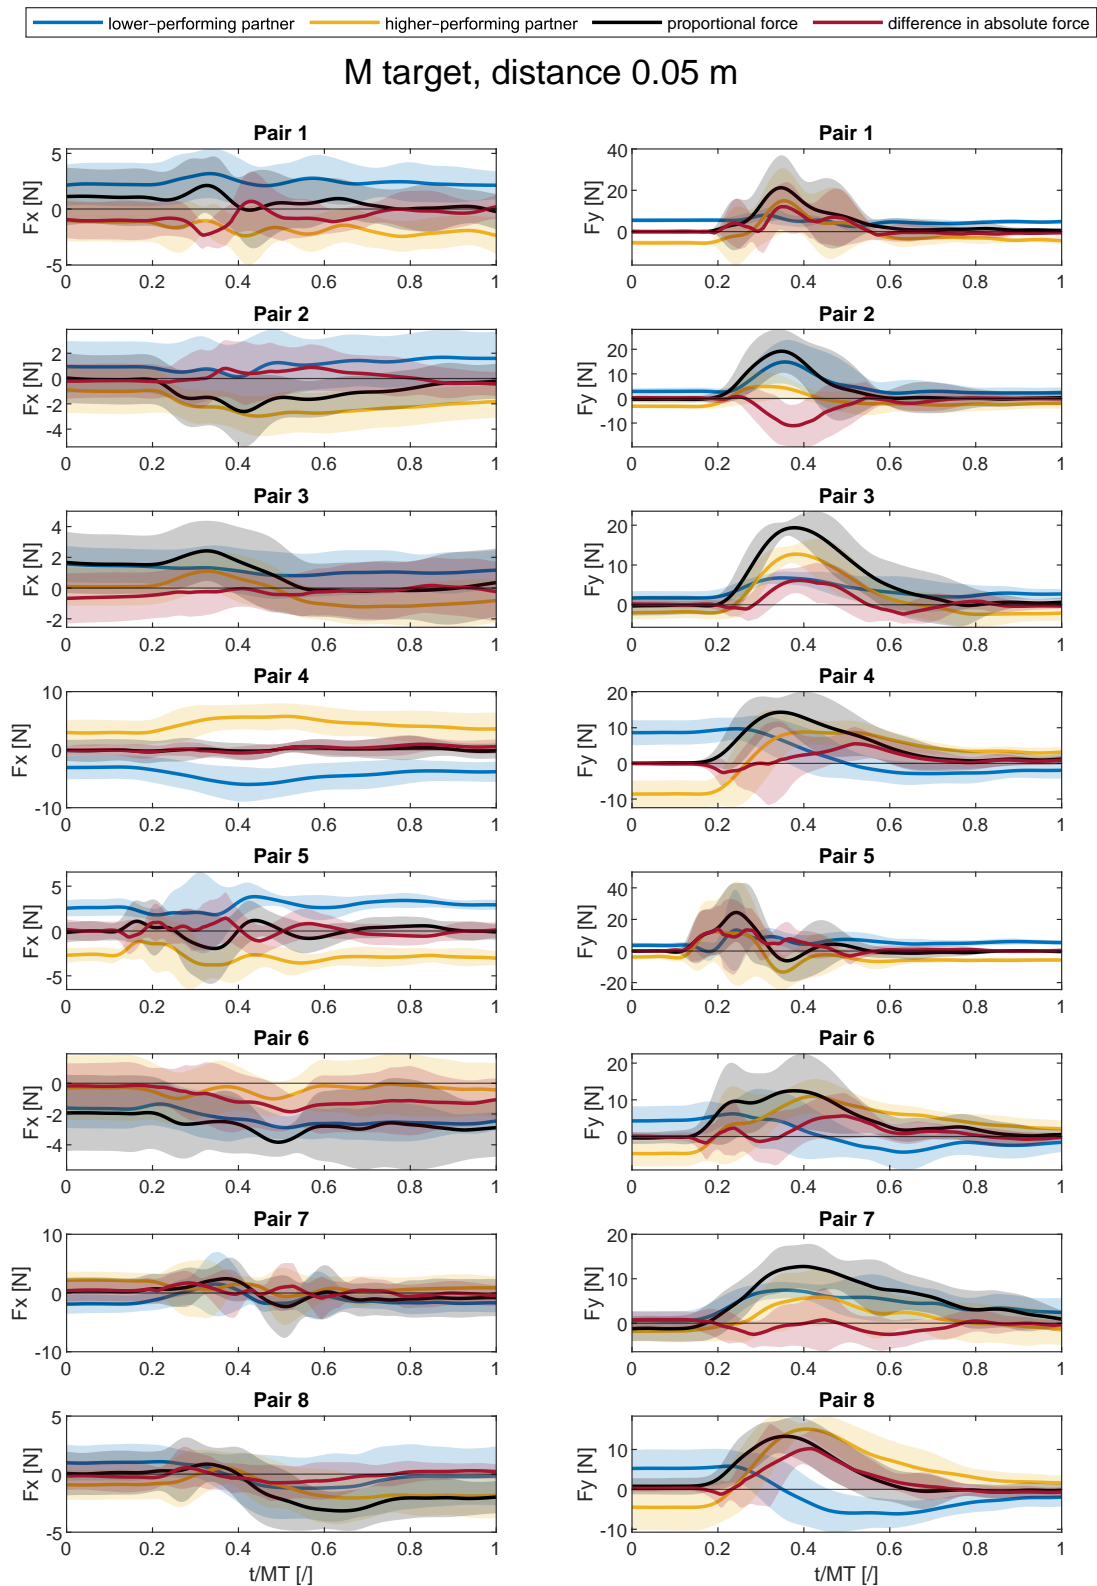 lower-performing partner higher-performing partner proportional force difference in absolute force
M target, distance 0.05 m
Pair 1 Pair 1
5 0 -5 Fx [N] 0 0.2 0.4 0.6 0.8 1
40 20 0 Fy [N] 0 0.2 0.4 0.6 0.8 1
Pair 2 Pair 2
2 0 -2 -4 Fx [N] 0 0.2 0.4 0.6 0.8 1
20 10 0 -10 Fy [N] 0 0.2 0.4 0.6 0.8 1
Pair 3 Pair 3
4 2 0 -2 Fx [N] 0 0.2 0.4 0.6 0.8 1
20 10 0 Fy [N] 0 0.2 0.4 0.6 0.8 1
Pair 4 Pair 4
10 0 -10 Fx [N] 0 0.2 0.4 0.6 0.8 1
20 10 0 -10 Fy [N] 0 0.2 0.4 0.6 0.8 1
Pair 5 Pair 5
5 0 -5 Fx [N] 0 0.2 0.4 0.6 0.8 1
40 20 0 -20 Fy [N] 0 0.2 0.4 0.6 0.8 1
Pair 6 Pair 6
0 -2 -4 Fx [N] 0 0.2 0.4 0.6 0.8 1
20 10 0 Fy [N] 0 0.2 0.4 0.6 0.8 1
Pair 7 Pair 7
10 0 -10 Fx [N] 0 0.2 0.4 0.6 0.8 1
20 10 0 Fy [N] 0 0.2 0.4 0.6 0.8 1
Pair 8 Pair 8
5 0 -5 Fx [N] 0 0.2 0.4 0.6 0.8 1
10 0 -10 Fy [N] 0 0.2 0.4 0.6 0.8 1
t/MT [/] t/MT [/]